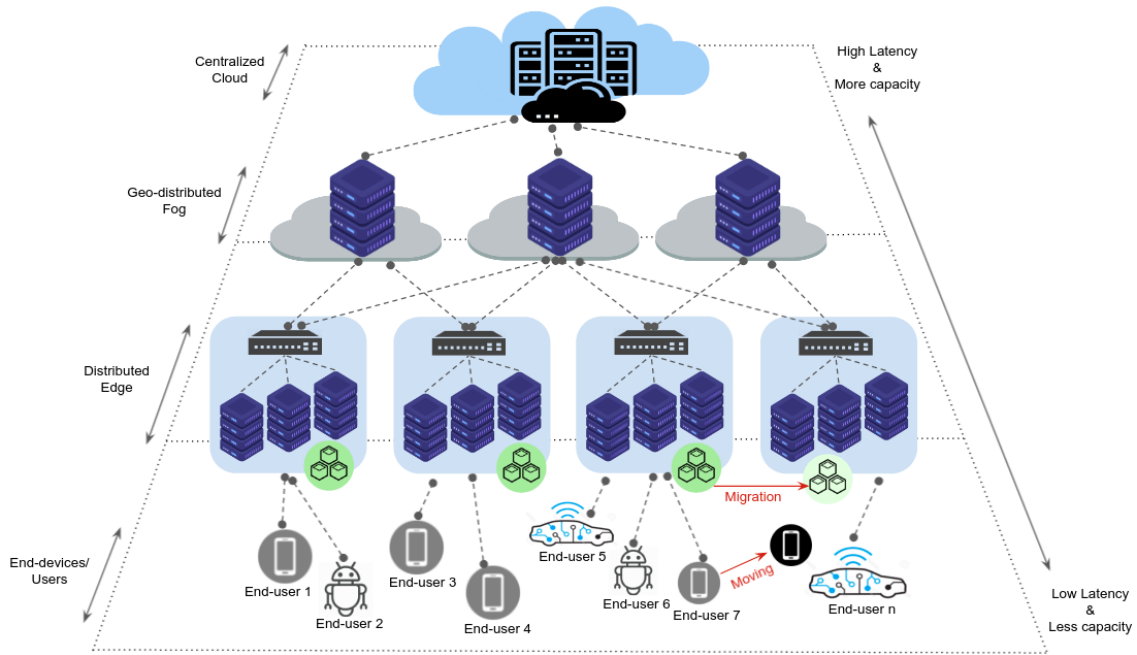 Centralized
Cloud
High Latency
&
More capacity
Geo-distributed
Fog
Distributed
Edge
Migration
End-devices/
Users
End-user 1
End-user 2
End-user 3
End-user 4
End-user 5
End-user 6
End-user 7
Moving
End-user n
Low Latency
&
Less capacity